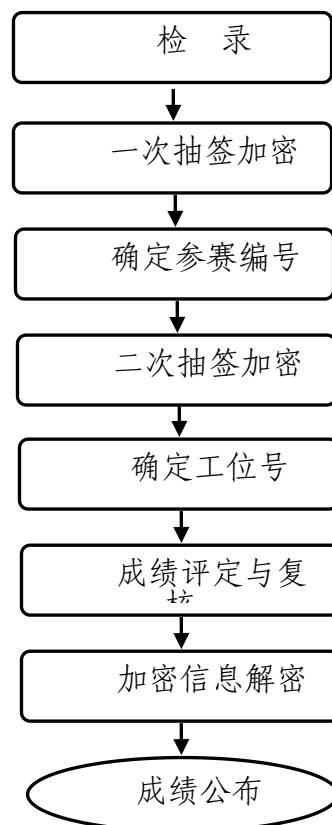 检 录
一次抽签加密
确定参赛编号
二次抽签加密
确定工位号
成绩评定与复
核
加密信息解密
成绩公布